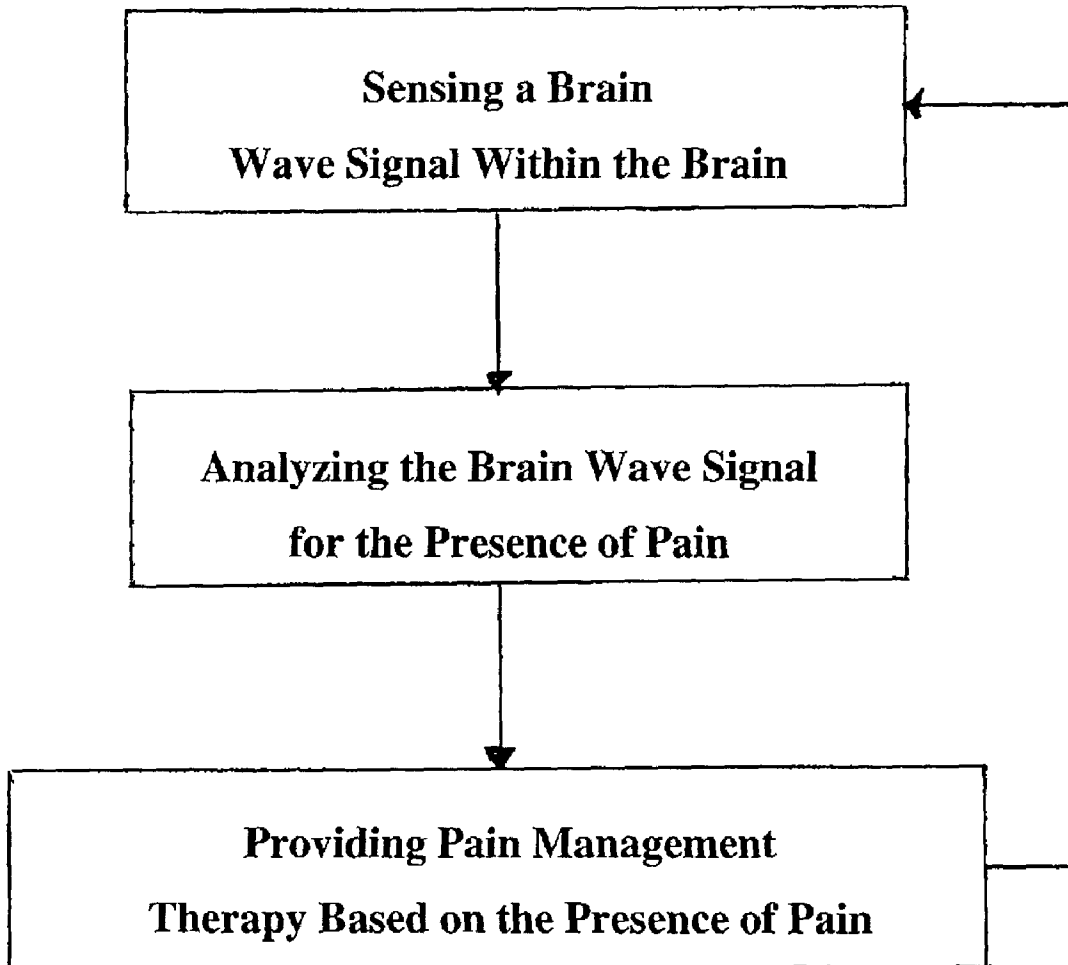 Sensing a Brain
Wave Signal Within the Brain
Analyzing the Brain Wave Signal
for the Presence of Pain
Providing Pain Management
Therapy Based on the Presence of Pain